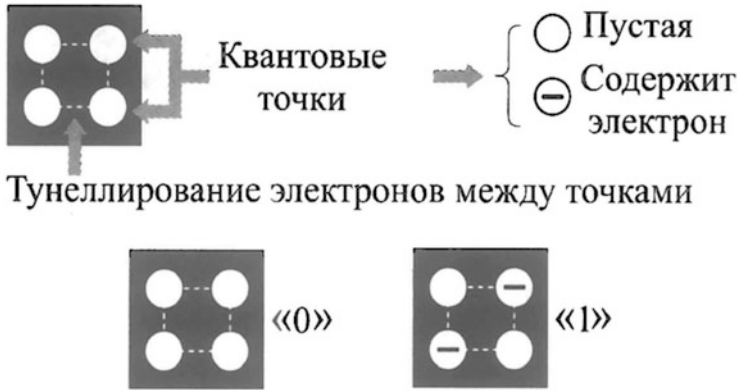 Квантовые
точки
Пустая
Содержит
электрон
Тунеллирование электронов между точками
«0»
«1»